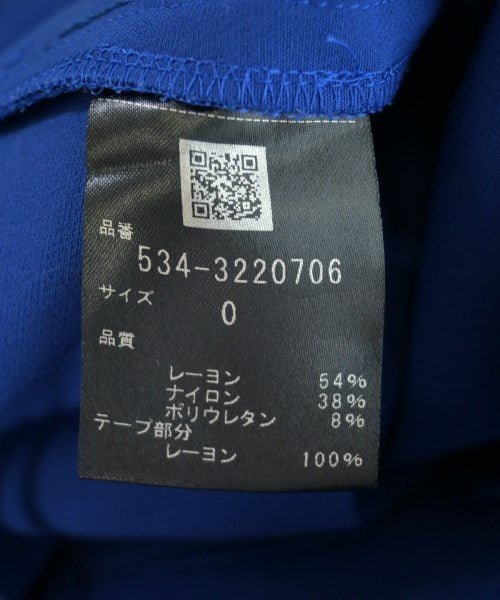 品番
534-3220706
サイズ
0
品質
レーヨン 54%
ナイロン 38%
ポリウレタン 8%
テープ部分
レーヨン 100%